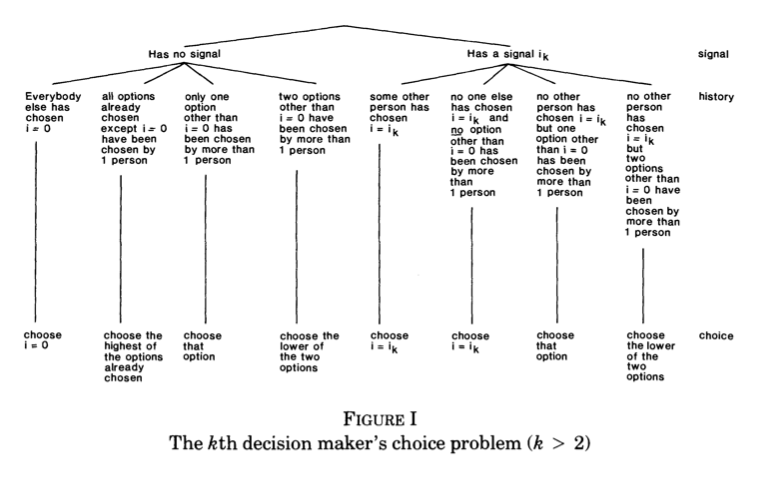 Has no signal
Has a signal iₖ
signal
Everybody
else has
chosen
i = 0
all options
already
chosen
except i = 0
have been
chosen by
1 person
only one
option
other than
i = 0 has
been chosen
by more than
1 person
two options
other than
i = 0 have
been chosen
by more than
1 person
some other
person has
chosen
i = iₖ
no one else
has chosen
i = iₖ and
no option
other than
i = 0 has
been chosen
by more
than
1 person
no other
person has
chosen i = iₖ
but one
option other
than i = 0
has been
chosen by
more than
1 person
no other
person
has
chosen
i = iₖ
but
two
options
other than
i = 0 have
been
chosen by
more than
1 person
history
choose
i = 0
choose the
highest of
the options
already
chosen
choose
that
option
choose the
lower of
the two
options
choose
i = iₖ
choose
i = iₖ
choose
that
option
choose
the lower
of the
two
options
choice
FIGURE I
The kth decision maker's choice problem (k > 2)